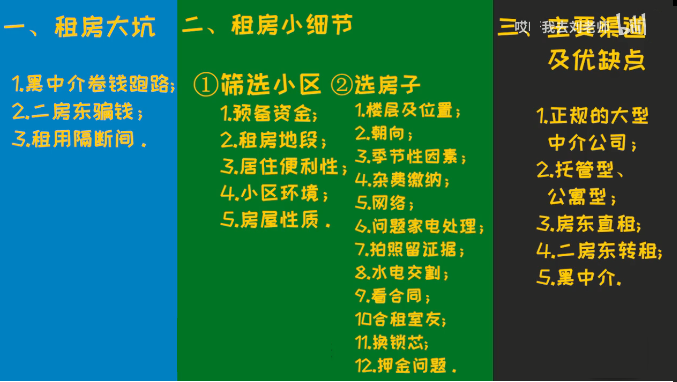 一、租房大坑
1.黑中介卷钱跑路;
2.二房东骗钱;
3.租用隔断间.
二、租房小细节
①筛选小区
1.预备资金;
2.租房地段;
3.居住便利性;
4.小区环境;
5.房屋性质.
②选房子
1.楼层及位置;
2.朝向;
3.季节性因素;
4.杂费缴纳;
5.网络;
6.问题家电处理;
7.拍照留证据;
8.水电交割;
9.看合同;
10合租室友;
11.换锁芯;
12.押金问题.
三、主要渠道
及优缺点
1.正规的大型
中介公司;
2.托管型、
公寓型;
3.房东直租;
4.二房东转租;
5.黑中介.